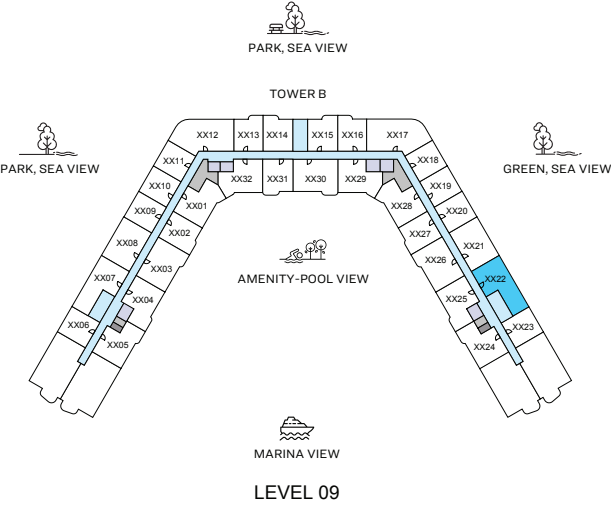 PARK, SEA VIEW
TOWER B
XX12
XX13
XX14
XX15
XX16
XX17
PARK, SEA VIEW
GREEN, SEA VIEW
XX11
XX18
XX10
XX32
XX31
XX30
XX29
XX19
XX09
XX01
XX28
XX20
XX08
XX02
XX27
XX21
XX07
XX03
AMENITY-POOL VIEW
XX26
XX22
XX04
XX25
XX06
XX23
XX05
XX24
MARINA VIEW
LEVEL 09